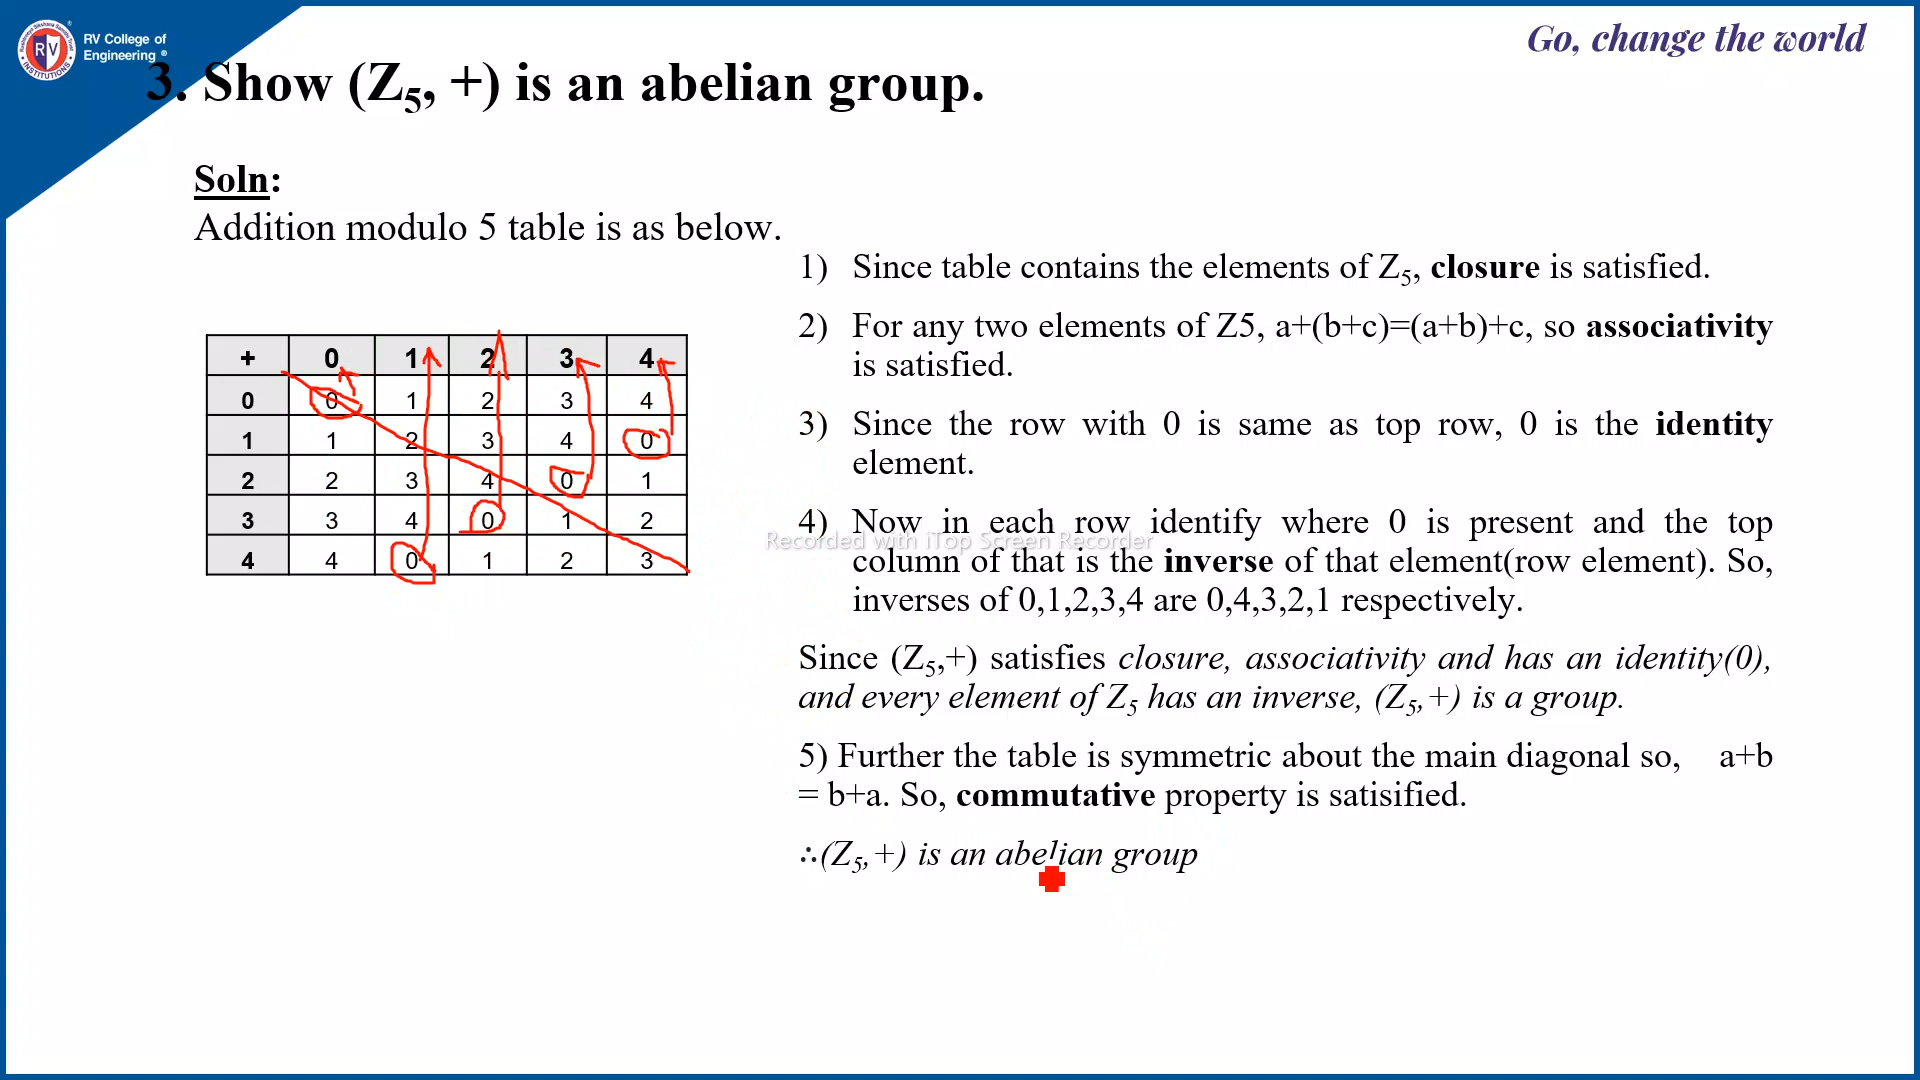 RV College of
Engineering ®
RV
INSTITUTIONS
Go, change the world
3. Show (Z5, +) is an abelian group.
Soln:
Addition modulo 5 table is as below.
+ 0 1 2 3 4
0 0 1 2 3 4
1 1 2 3 4 0
2 2 3 4 0 1
3 3 4 0 1 2
4 4 0 1 2 3
1) Since table contains the elements of Z5, closure is satisfied.
2) For any two elements of Z5, a+(b+c)=(a+b)+c, so associativity
is satisfied.
3) Since the row with 0 is same as top row, 0 is the identity
element.
4) Now in each row identify where 0 is present and the top
Recorded with iTop Screen Recorder
column of that is the inverse of that element(row element). So,
inverses of 0,1,2,3,4 are 0,4,3,2,1 respectively.
Since (Z5,+) satisfies closure, associativity and has an identity(0),
and every element of Z5 has an inverse, (Z5,+) is a group.
5) Further the table is symmetric about the main diagonal so, a+b
= b+a. So, commutative property is satisified.
∴(Z5,+) is an abelian group